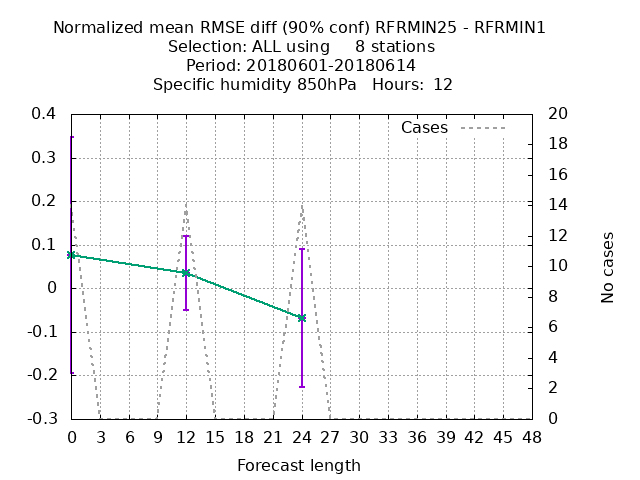 Normalized mean RMSE diff (90% conf) RFRMIN25 - RFRMIN1
Selection: ALL using     8 stations
Period: 20180601-20180614
Specific humidity 850hPa   Hours:  12
Cases
0.4
0.3
0.2
0.1
0
-0.1
-0.2
-0.3
20
18
16
14
12
10
8
6
4
2
0
No cases
0 3 6 9 12 15 18 21 24 27 30 33 36 39 42 45 48
Forecast length